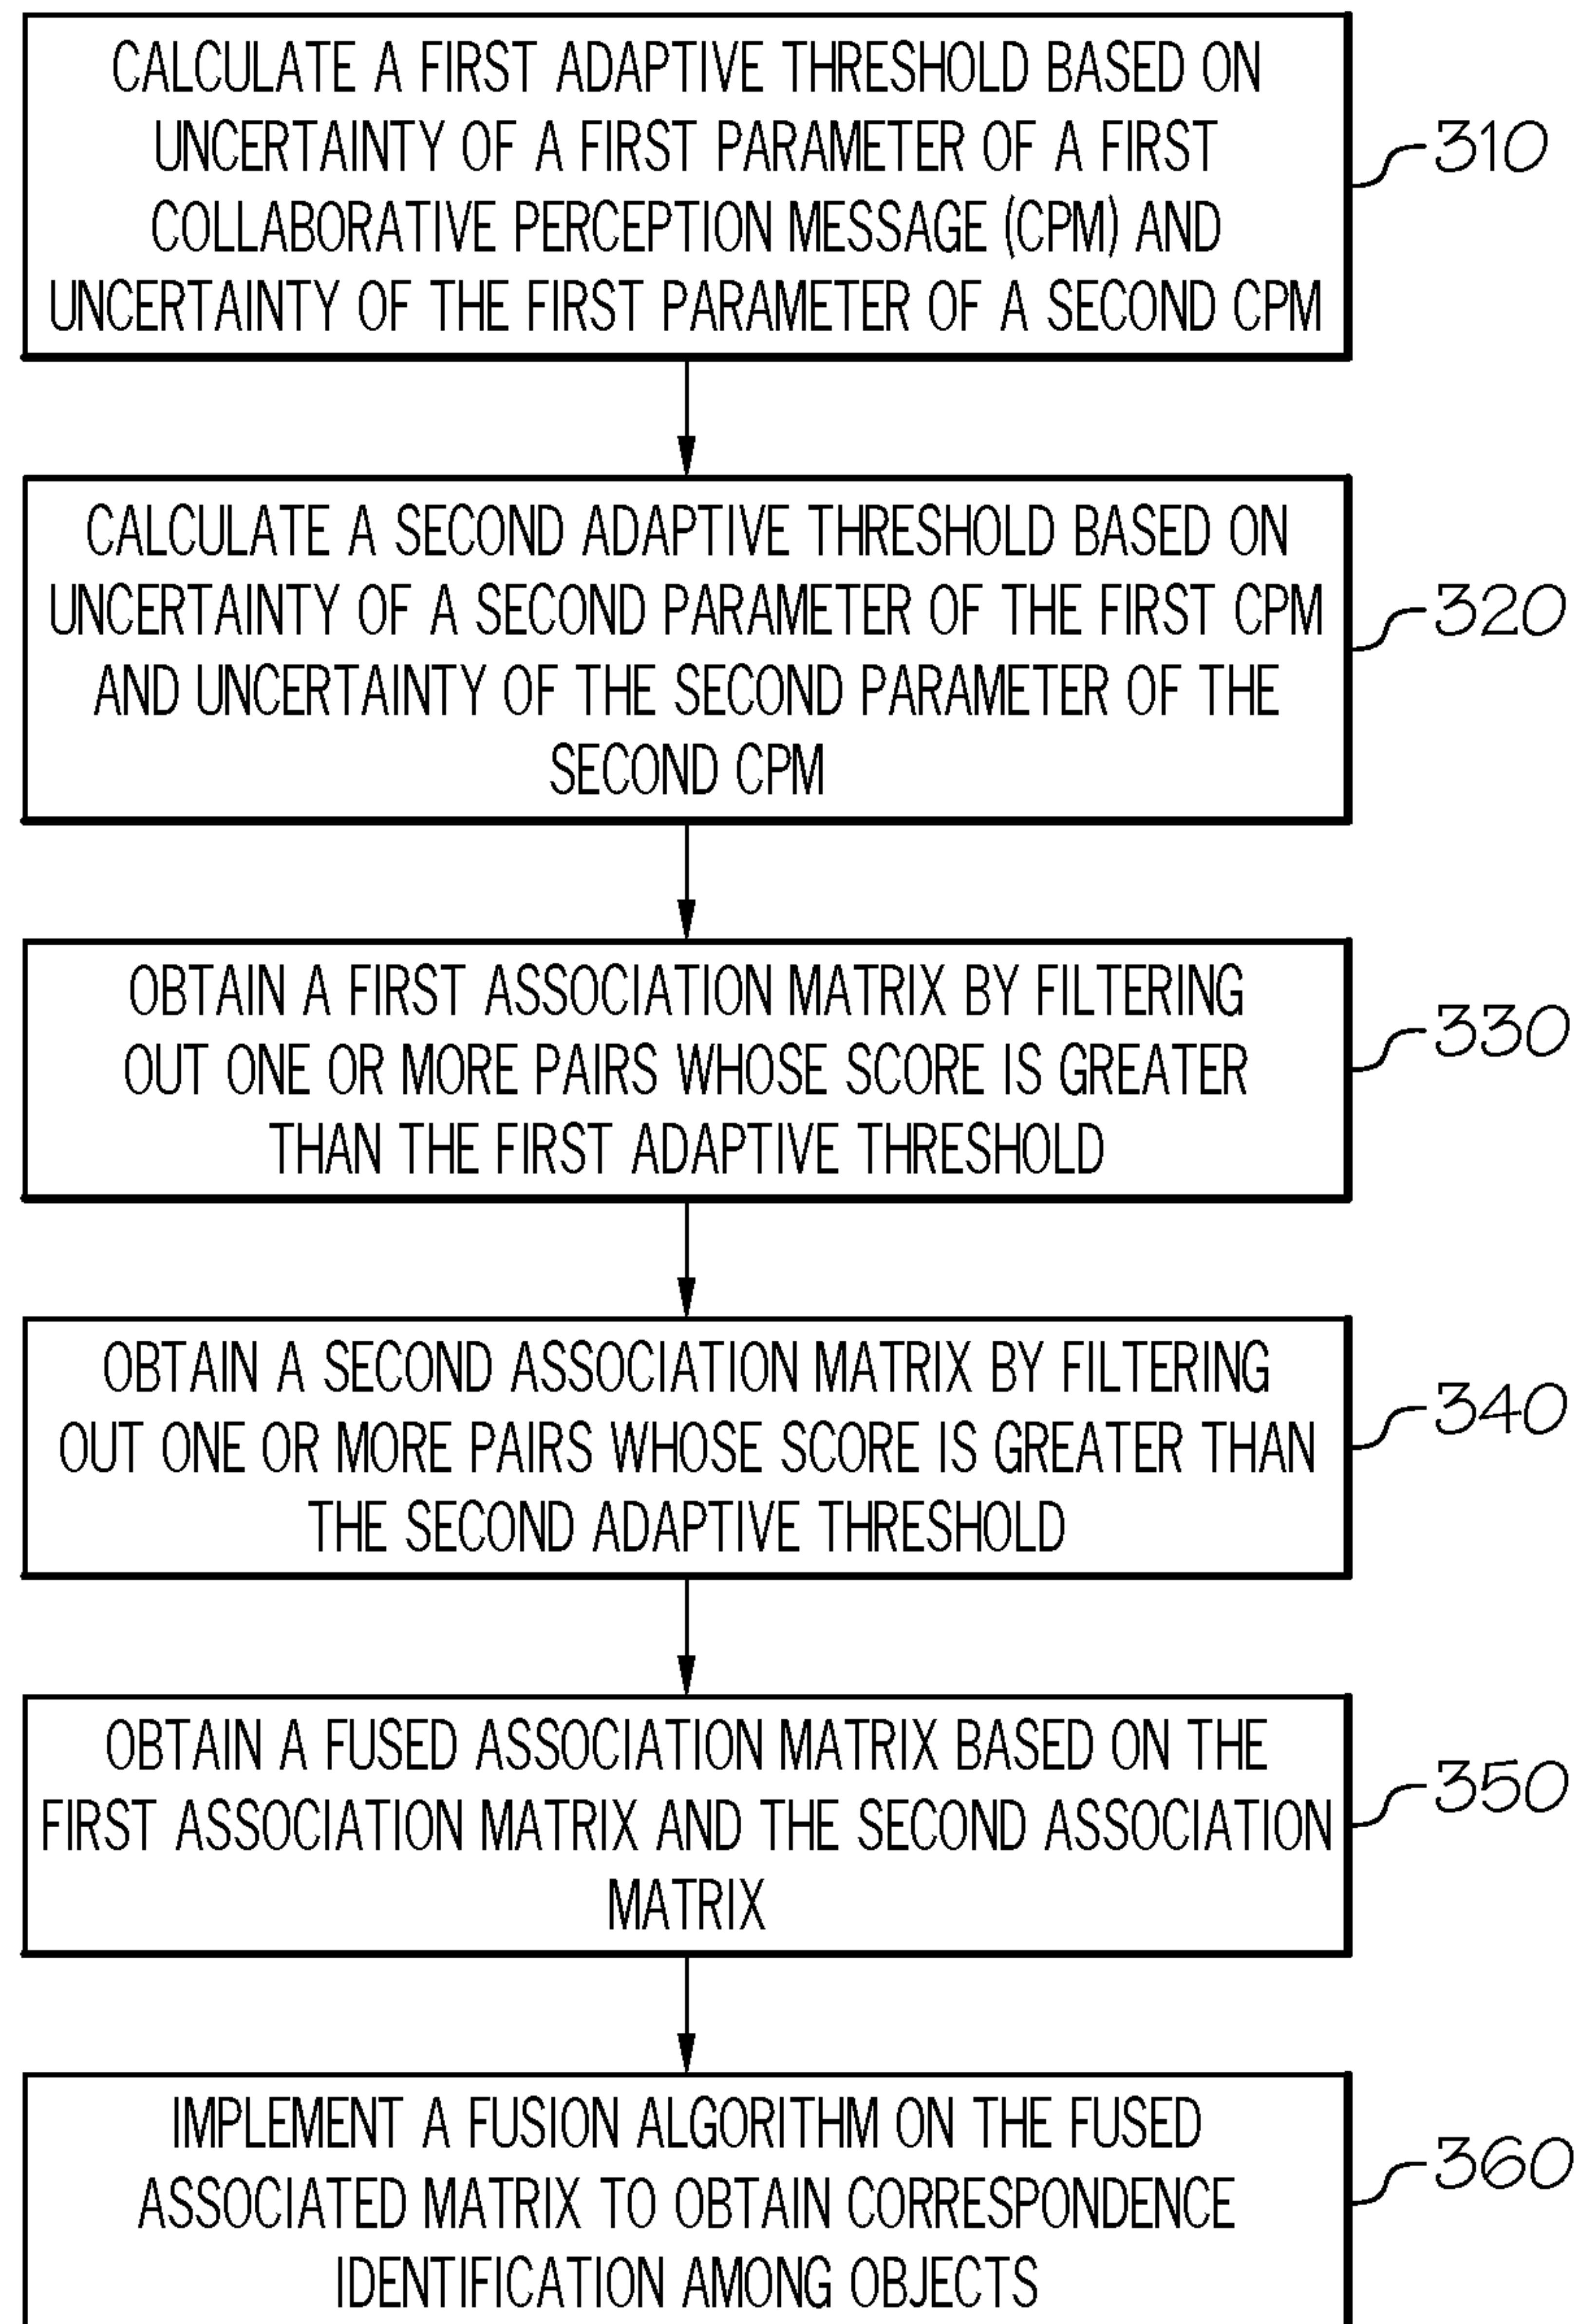 CALCULATE A FIRST ADAPTIVE THRESHOLD BASED ON
UNCERTAINTY OF A FIRST PARAMETER OF A FIRST
COLLABORATIVE PERCEPTION MESSAGE (CPM) AND
UNCERTAINTY OF THE FIRST PARAMETER OF A SECOND CPM
310
CALCULATE A SECOND ADAPTIVE THRESHOLD BASED ON
UNCERTAINTY OF A SECOND PARAMETER OF THE FIRST CPM
AND UNCERTAINTY OF THE SECOND PARAMETER OF THE
SECOND CPM
320
OBTAIN A FIRST ASSOCIATION MATRIX BY FILTERING
OUT ONE OR MORE PAIRS WHOSE SCORE IS GREATER
THAN THE FIRST ADAPTIVE THRESHOLD
330
OBTAIN A SECOND ASSOCIATION MATRIX BY FILTERING
OUT ONE OR MORE PAIRS WHOSE SCORE IS GREATER THAN
THE SECOND ADAPTIVE THRESHOLD
340
OBTAIN A FUSED ASSOCIATION MATRIX BASED ON THE
FIRST ASSOCIATION MATRIX AND THE SECOND ASSOCIATION
MATRIX
350
IMPLEMENT A FUSION ALGORITHM ON THE FUSED
ASSOCIATED MATRIX TO OBTAIN CORRESPONDENCE
IDENTIFICATION AMONG OBJECTS
360